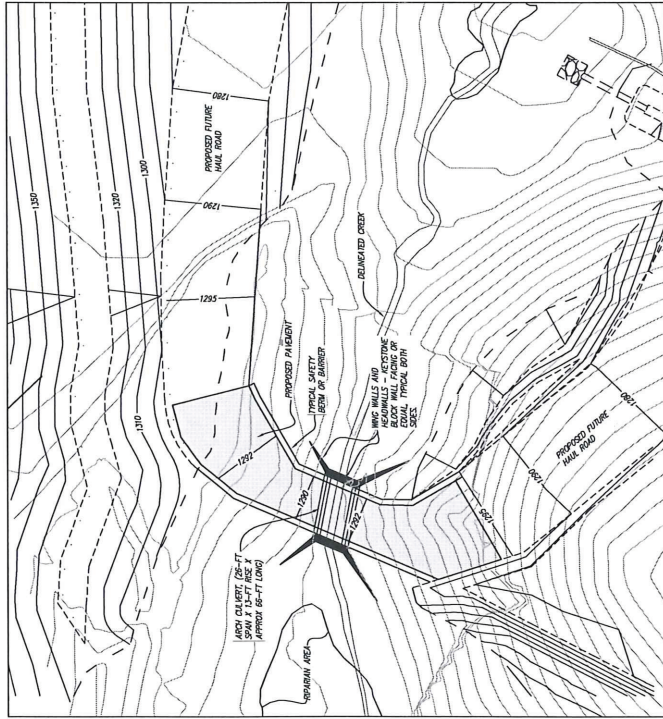 1350
1320
1300
1280
PROPOSED FUTURE
HAUL ROAD
1290
1295
1310
PROPOSED PAVEMENT
TYPICAL SAFETY
BERM OR BARRIER
DELINEATED CREEK
1292
1290
WING WALLS AND
HEADWALLS - KEYSTONE
BLOCK WALL FACING OR
EQUAL, TYPICAL BOTH
SIDES.
ARCH CULVERT, (26-FT
SPAN X 13-FT RISE X
APPROX 66-FT LONG)
1292
RIPARIAN AREA
1295
1290
PROPOSED FUTURE
HAUL ROAD
1280